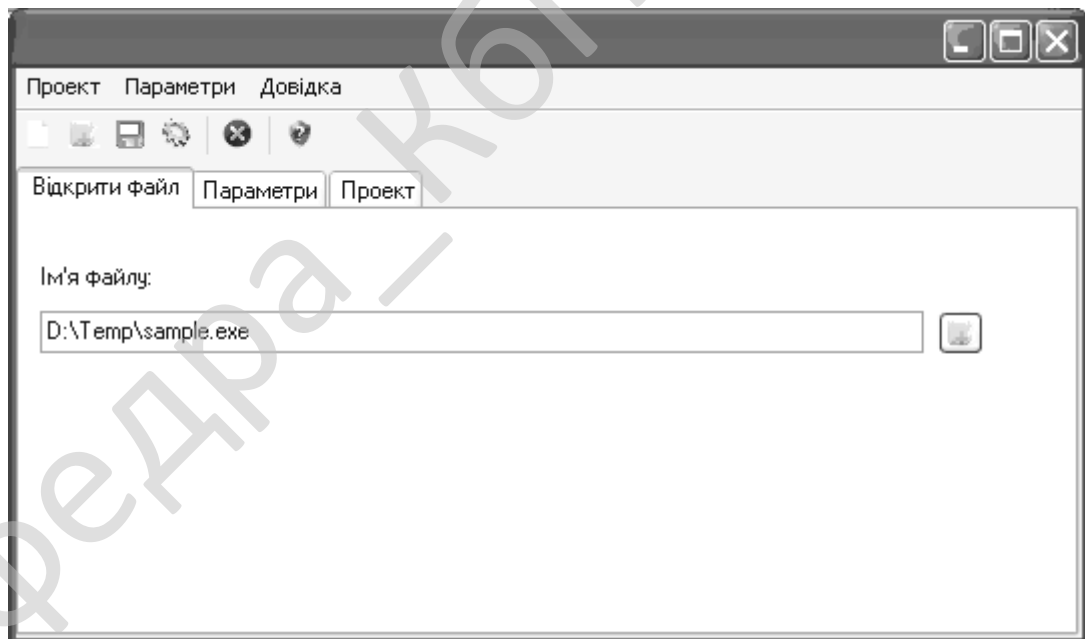 Проект Параметри Довідка
Відкрити файл Параметри Проект
Ім'я файлу:
D:\Temp\sample.exe